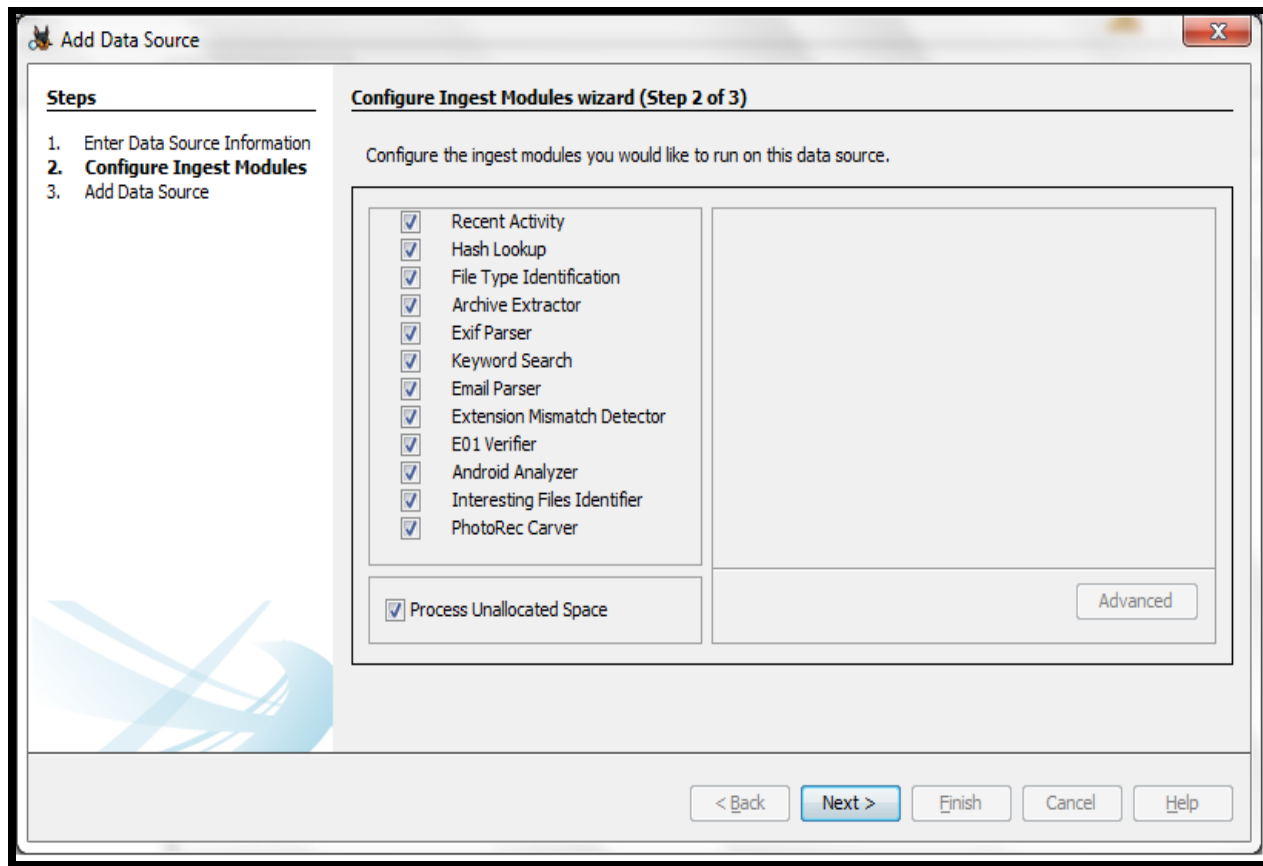 Add Data Source
Steps
1. Enter Data Source Information
2. Configure Ingest Modules
3. Add Data Source
Configure Ingest Modules wizard (Step 2 of 3)
Configure the ingest modules you would like to run on this data source.
Recent Activity
Hash Lookup
File Type Identification
Archive Extractor
Exif Parser
Keyword Search
Email Parser
Extension Mismatch Detector
E01 Verifier
Android Analyzer
Interesting Files Identifier
PhotoRec Carver
Process Unallocated Space
Advanced
< Back Next > Finish Cancel Help